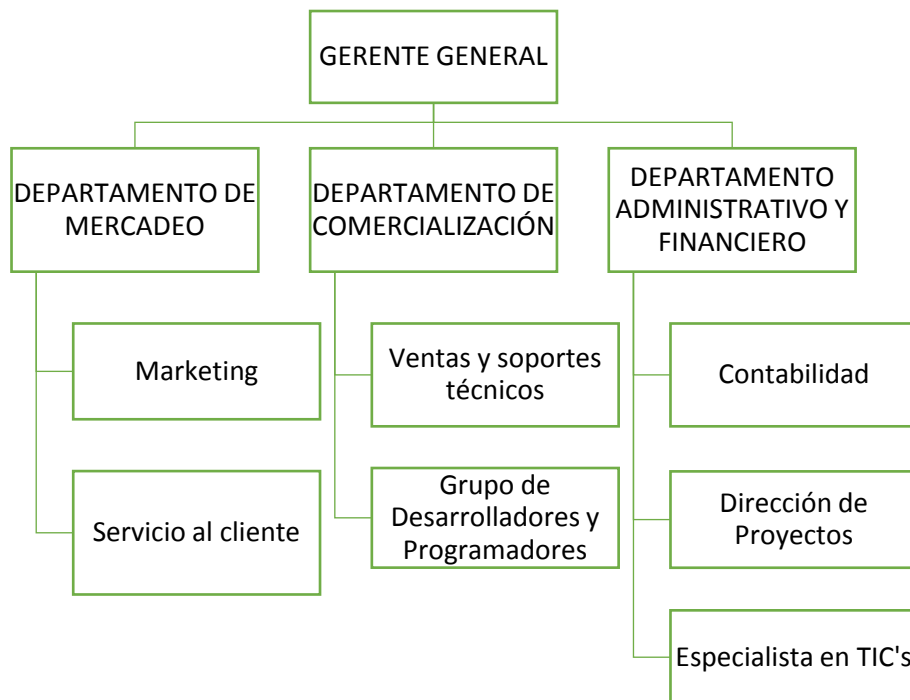 GERENTE GENERAL
DEPARTAMENTO DE
MERCADEO
DEPARTAMENTO DE
COMERCIALIZACIÓN
DEPARTAMENTO
ADMINISTRATIVO Y
FINANCIERO
Marketing
Servicio al cliente
Ventas y soportes
técnicos
Grupo de
Desarrolladores y
Programadores
Contabilidad
Dirección de
Proyectos
Especialista en TIC's